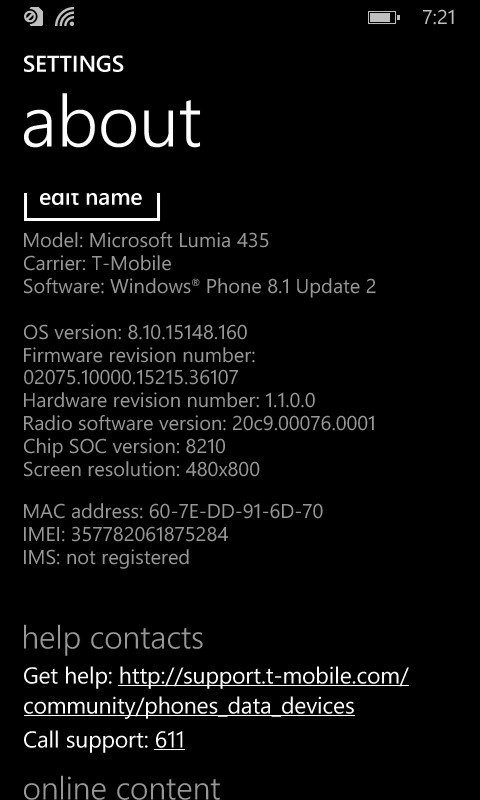 7:21
SETTINGS
about
edit name
Model: Microsoft Lumia 435
Carrier: T-Mobile
Software: Windows® Phone 8.1 Update 2
OS version: 8.10.15148.160
Firmware revision number:
02075.10000.15215.36107
Hardware revision number: 1.1.0.0
Radio software version: 20c9.00076.0001
Chip SOC version: 8210
Screen resolution: 480x800
MAC address: 60-7E-DD-91-6D-70
IMEI: 357782061875284
IMS: not registered
help contacts
Get help: http://support.t-mobile.com/
community/phones_data_devices
Call support: 611
online content